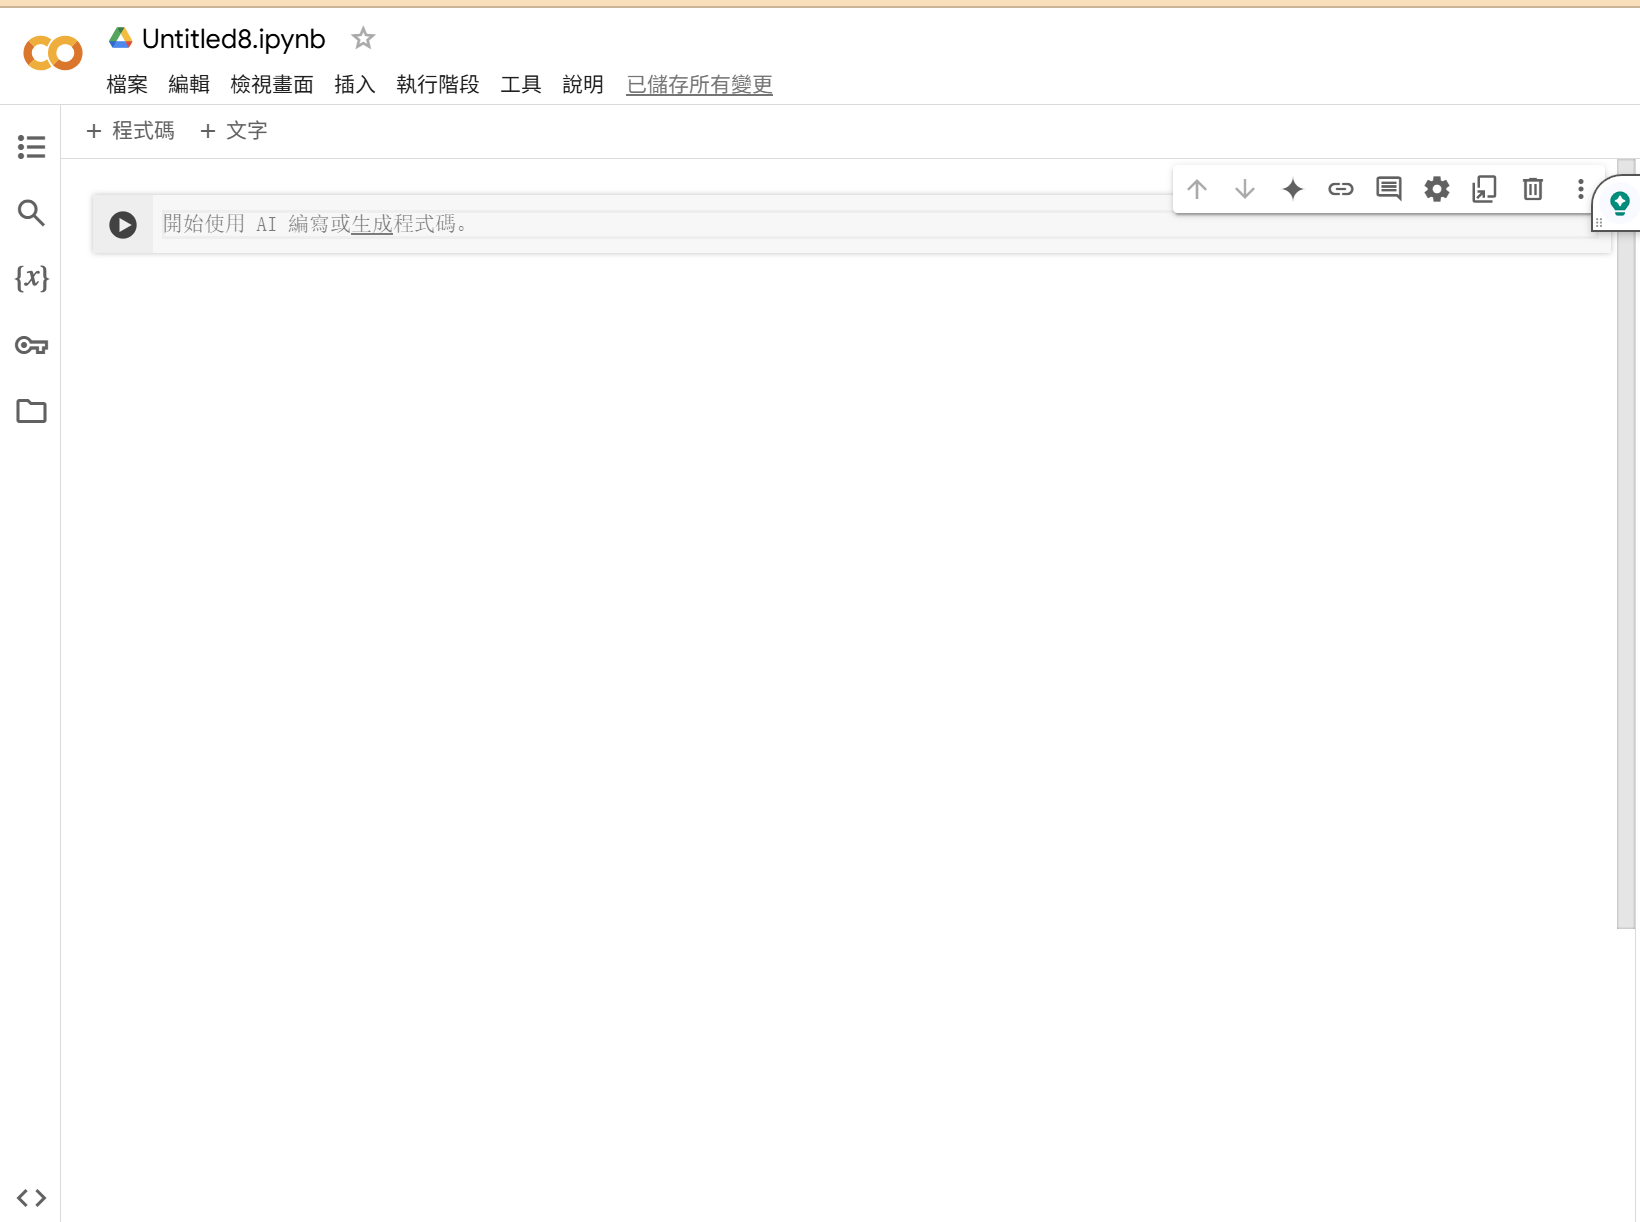 Untitled8.ipynb
檔案 編輯 檢視畫面 插入 執行階段 工具 說明 已儲存所有變更
+ 程式碼 + 文字
{x}
開始使用 AI 編寫或生成程式碼。